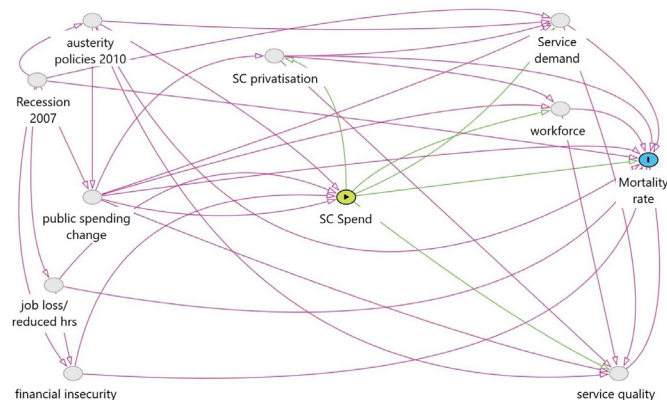 austerity
policies 2010
Service
demand
SC privatisation
Recession
2007
workforce
Mortality
rate
public spending
change
SC Spend
job loss/
reduced hrs
financial insecurity
service quality